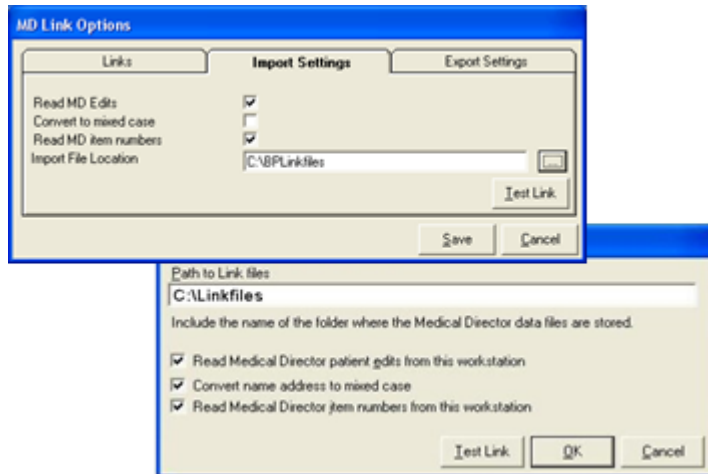 MD Link Options
Links
Import Settings
Export Settings
Read MD Edits
Convert to mixed case
Read MD item numbers
Import File Location
C:\BPLinkfiles
...
Test Link
Save
Cancel
Path to Link files
C:\Linkfiles
Include the name of the folder where the Medical Director data files are stored.
Read Medical Director patient edits from this workstation
Convert name address to mixed case
Read Medical Director item numbers from this workstation
Test Link
OK
Cancel